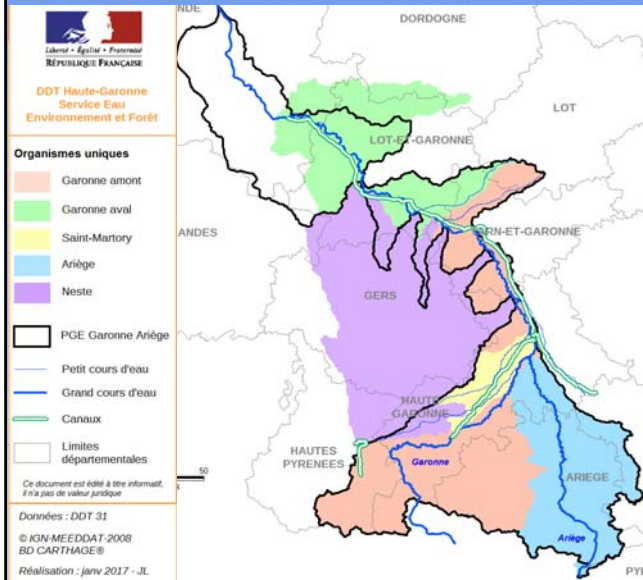 Liberté • Égalité • Fraternité
RÉPUBLIQUE FRANÇAISE
DDT Haute-Garonne
Service Eau
Environnement et Forêt
Organismes uniques
Garonne amont
Garonne aval
Saint-Martory
Ariège
Neste
PGE Garonne Ariège
Petit cours d'eau
Grand cours d'eau
Canaux
Limites
départementales
Ce document est édité à titre informatif,
il n'a pas de valeur juridique
Données : DDT 31
© IGN-MEEDDAT-2008
BD CARTHAGE®
Réalisation : janv 2017 - JL
NDE
DORDOGNE
LOT
LOT-ET-GARONNE
ANDES
RN-ET-GARONNE
GERS
HAUTE
GARONNE
HAUTES
PYRENEES
50
Garonne
ARIEGE
Ariège
PY